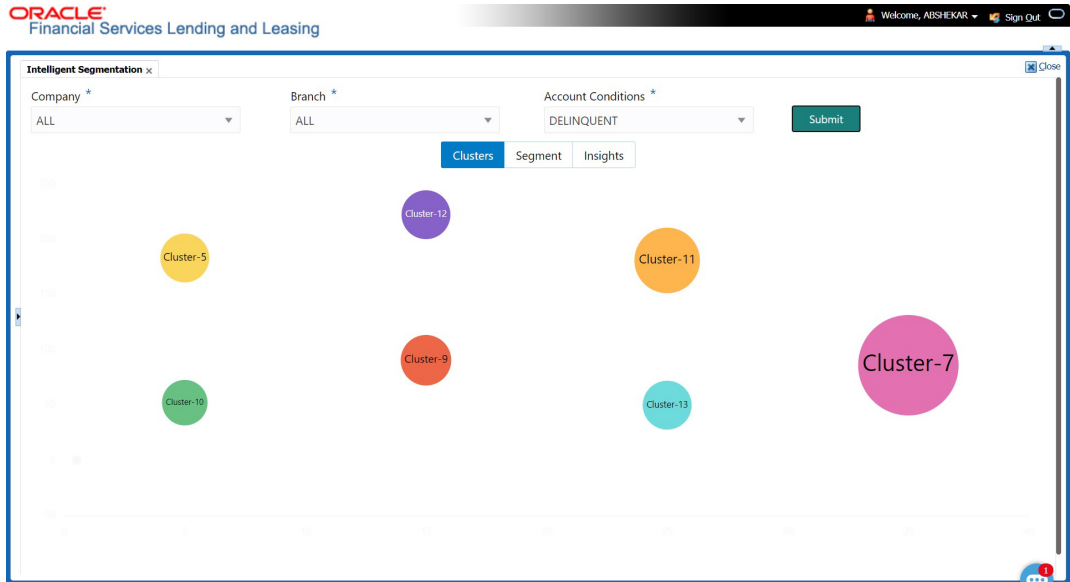 ORACLE
Financial Services Lending and Leasing
Welcome, ABSHEKAR Sign Out
Intelligent Segmentation x
Close
Company * Branch * Account Conditions *
ALL ALL DELINQUENT Submit
Clusters Segment Insights
Cluster-12
Cluster-5 Cluster-11
Cluster-9 Cluster-7
Cluster-10 Cluster-13
1